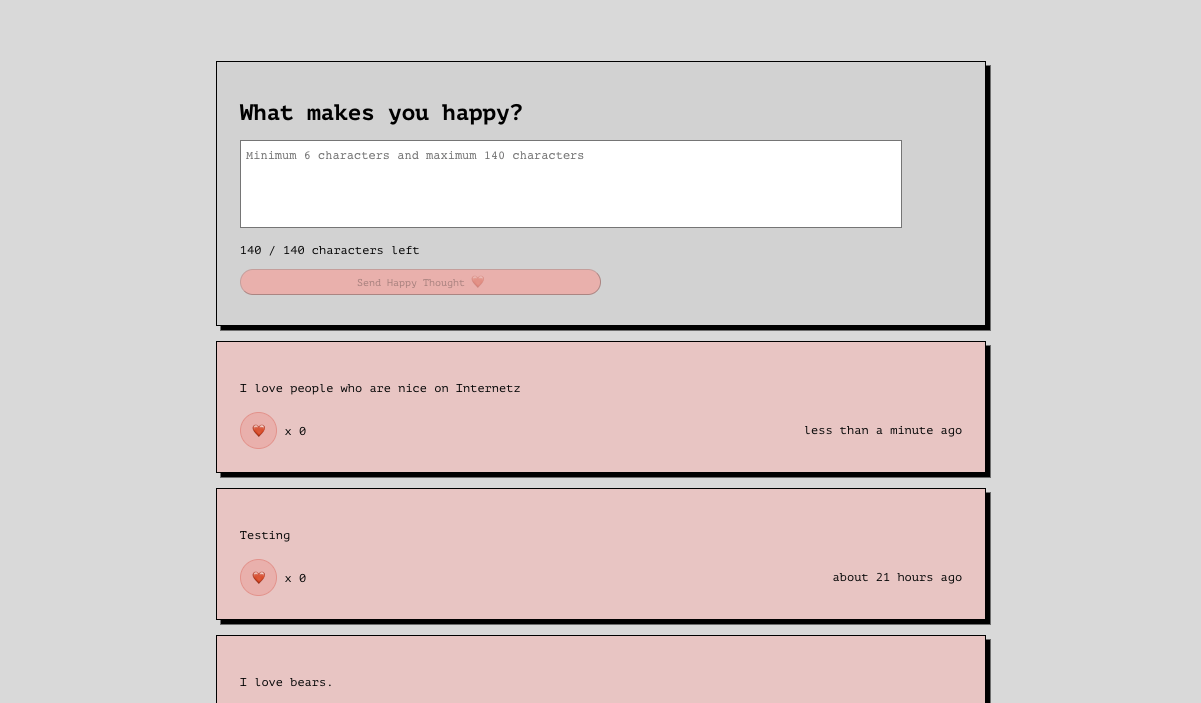 What makes you happy?
Minimum 6 characters and maximum 140 characters
140 / 140 characters left
Send Happy Thought ❤️
I love people who are nice on Internetz
❤️ x 0 less than a minute ago
Testing
❤️ x 0 about 21 hours ago
I love bears.